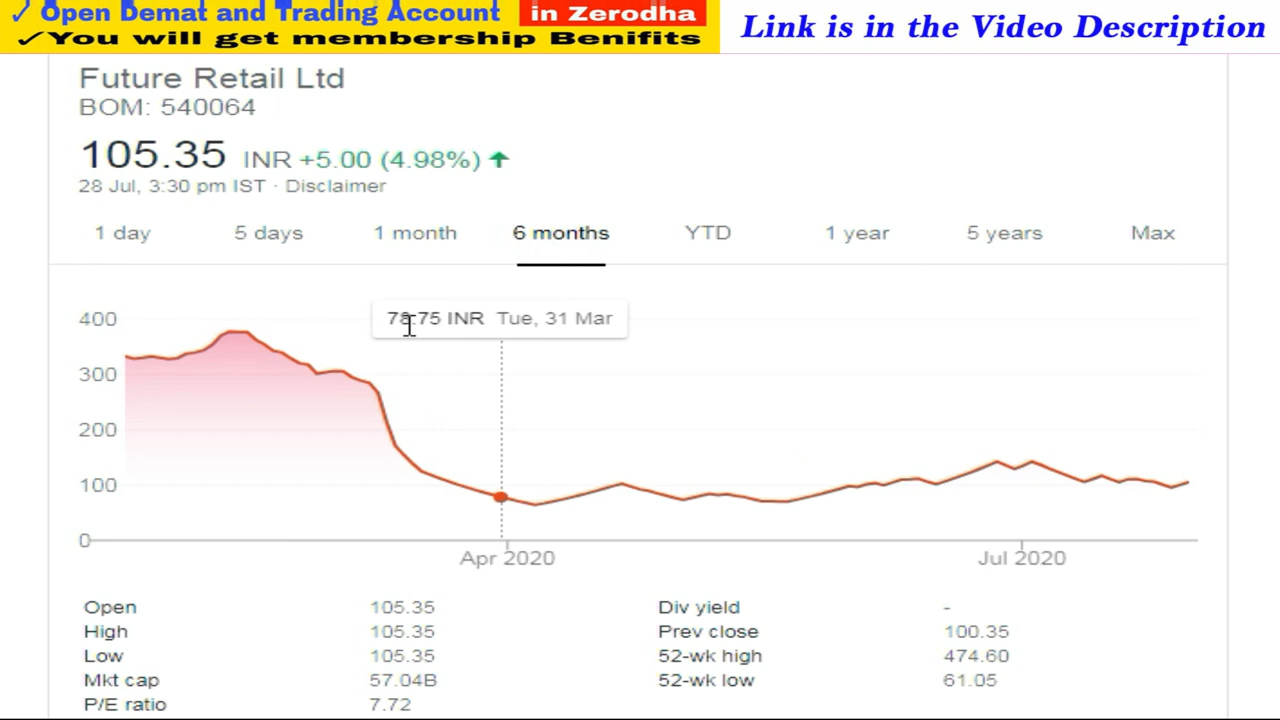 ✓ Open Demat and Trading Account in Zerodha
✓You will get membership Benifits
Link is in the Video Description
Future Retail Ltd
BOM: 540064
105.35 INR +5.00 (4.98%) ↑
28 Jul, 3:30 pm IST · Disclaimer
1 day 5 days 1 month 6 months YTD 1 year 5 years Max
78.75 INR Tue, 31 Mar
400
300
200
100
0
Apr 2020 Jul 2020
Open 105.35 Div yield -
High 105.35 Prev close 100.35
Low 105.35 52-wk high 474.60
Mkt cap 57.04B 52-wk low 61.05
P/E ratio 7.72